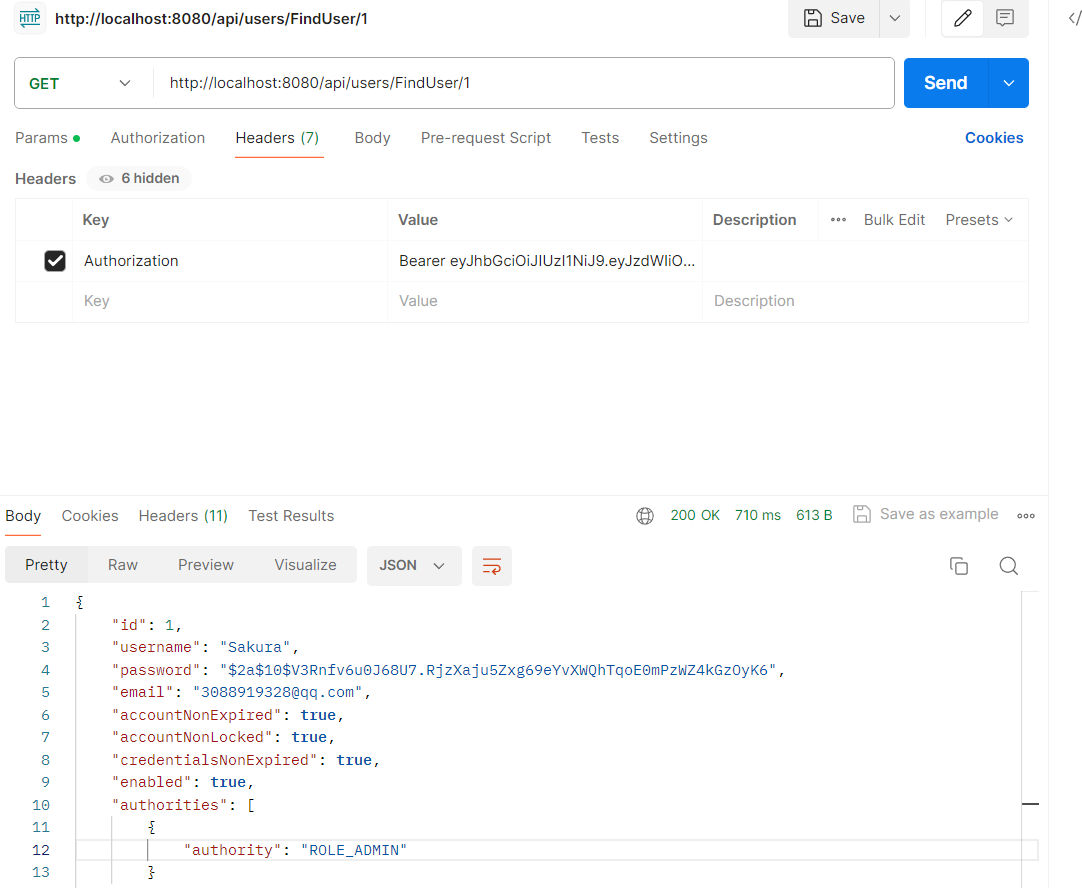 HTTP http://localhost:8080/api/users/FindUser/1 Save
GET http://localhost:8080/api/users/FindUser/1 Send
Params Authorization Headers (7) Body Pre-request Script Tests Settings Cookies
Headers 6 hidden
Key Value Description ••• Bulk Edit Presets
Authorization Bearer eyJhbGciOiJIUzI1NiJ9.eyJzdWIiO...
Key Value Description
Body Cookies Headers (11) Test Results 200 OK 710 ms 613 B Save as example
Pretty Raw Preview Visualize JSON
1 {
2 "id": 1,
3 "username": "Sakura",
4 "password": "$2a$10$V3Rnfv6u0J68U7.RjzXaju5Zxg69eYvXWQhTqoE0mPzWZ4kGzOyK6",
5 "email": "3088919328@qq.com",
6 "accountNonExpired": true,
7 "accountNonLocked": true,
8 "credentialsNonExpired": true,
9 "enabled": true,
10 "authorities": [
11 {
12 "authority": "ROLE_ADMIN"
13 }